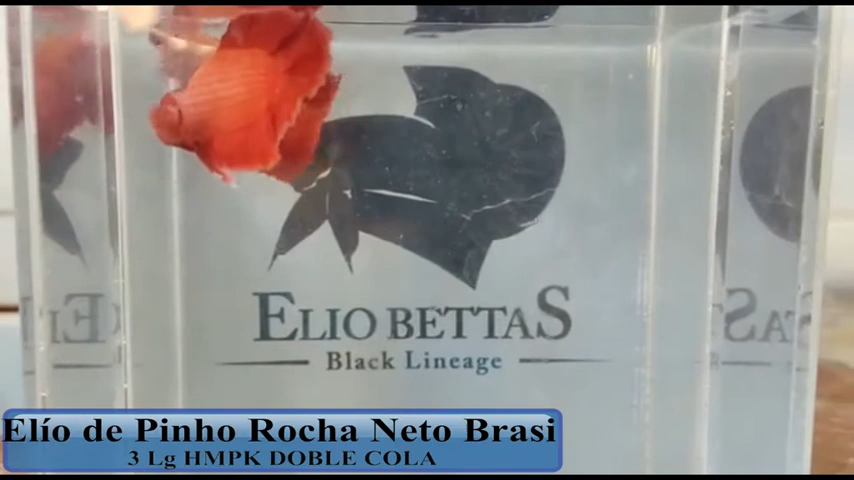 ELIO BETTAS
Black Lineage
Elío de Pinho Rocha Neto Brasi
3 Lg HMPK DOBLE COLA